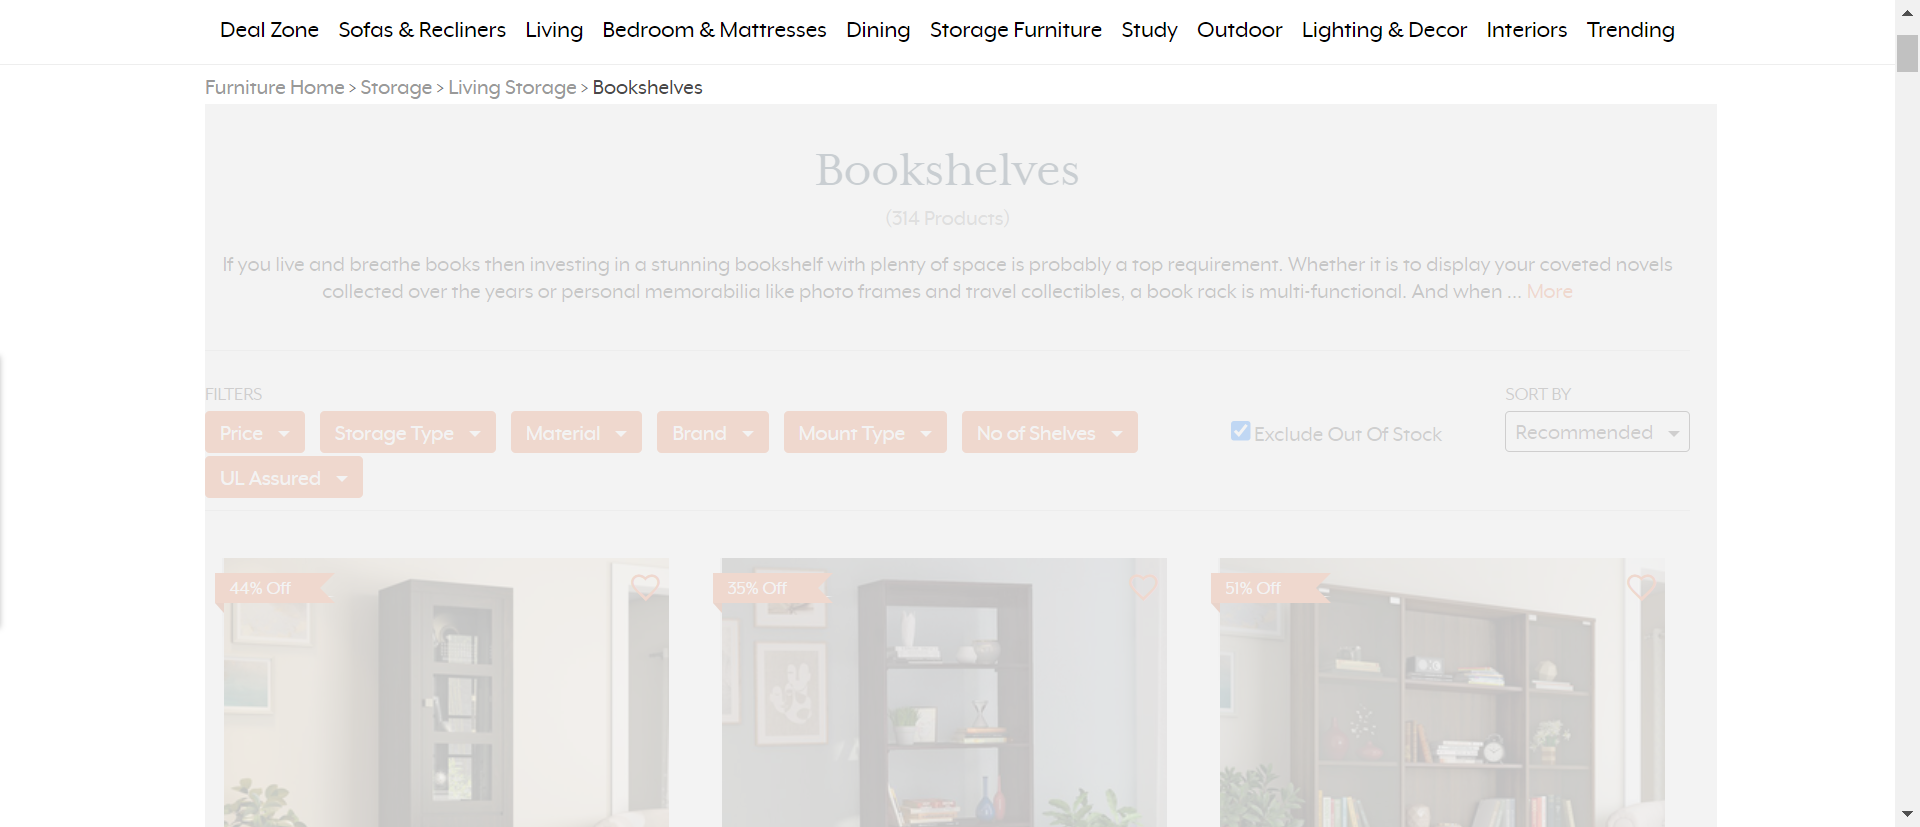 Deal Zone Sofas & Recliners Living Bedroom & Mattresses Dining Storage Furniture Study Outdoor Lighting & Decor Interiors Trending
Furniture Home > Storage > Living Storage > Bookshelves
Bookshelves
(314 Products)
If you live and breathe books then investing in a stunning bookshelf with plenty of space is probably a top requirement. Whether it is to display your coveted novels
collected over the years or personal memorabilia like photo frames and travel collectibles, a book rack is multi-functional. And when ... More
FILTERS SORT BY
Price Storage Type Material Brand Mount Type No of Shelves Exclude Out Of Stock Recommended
UL Assured
44% Off 35% Off 51% Off